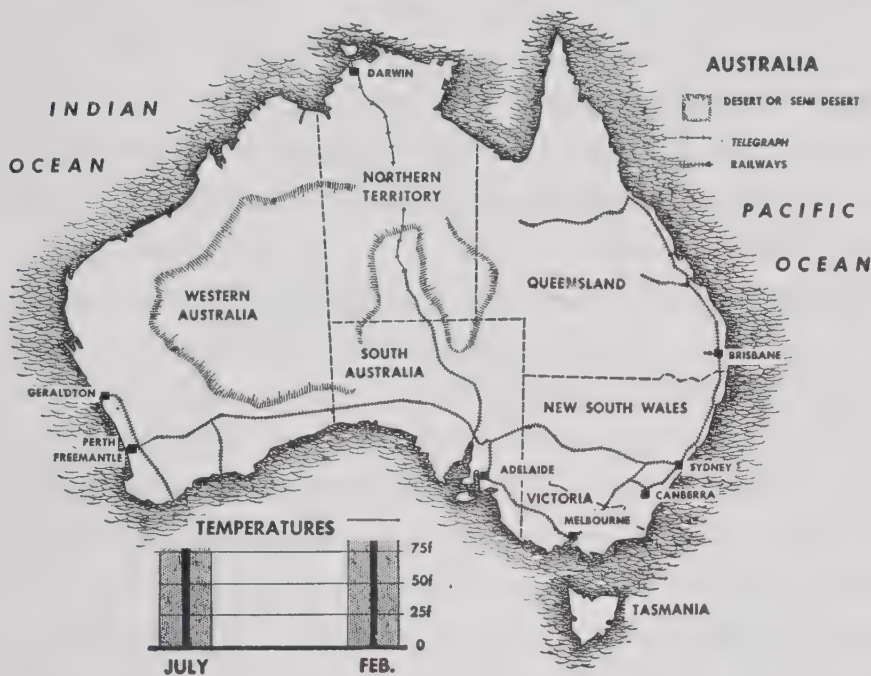 AUSTRALIA
DESERT OR SEMI DESERT
TELEGRAPH
RAILWAYS
INDIAN
OCEAN
PACIFIC
OCEAN
DARWIN
NORTHERN
TERRITORY
WESTERN
AUSTRALIA
QUEENSLAND
SOUTH
AUSTRALIA
BRISBANE
GERALDTON
NEW SOUTH WALES
PERTH
FREEMANTLE
ADELAIDE
SYDNEY
VICTORIA
CANBERRA
MELBOURNE
TASMANIA
TEMPERATURES
75f
50f
25f
0
JULY
FEB.